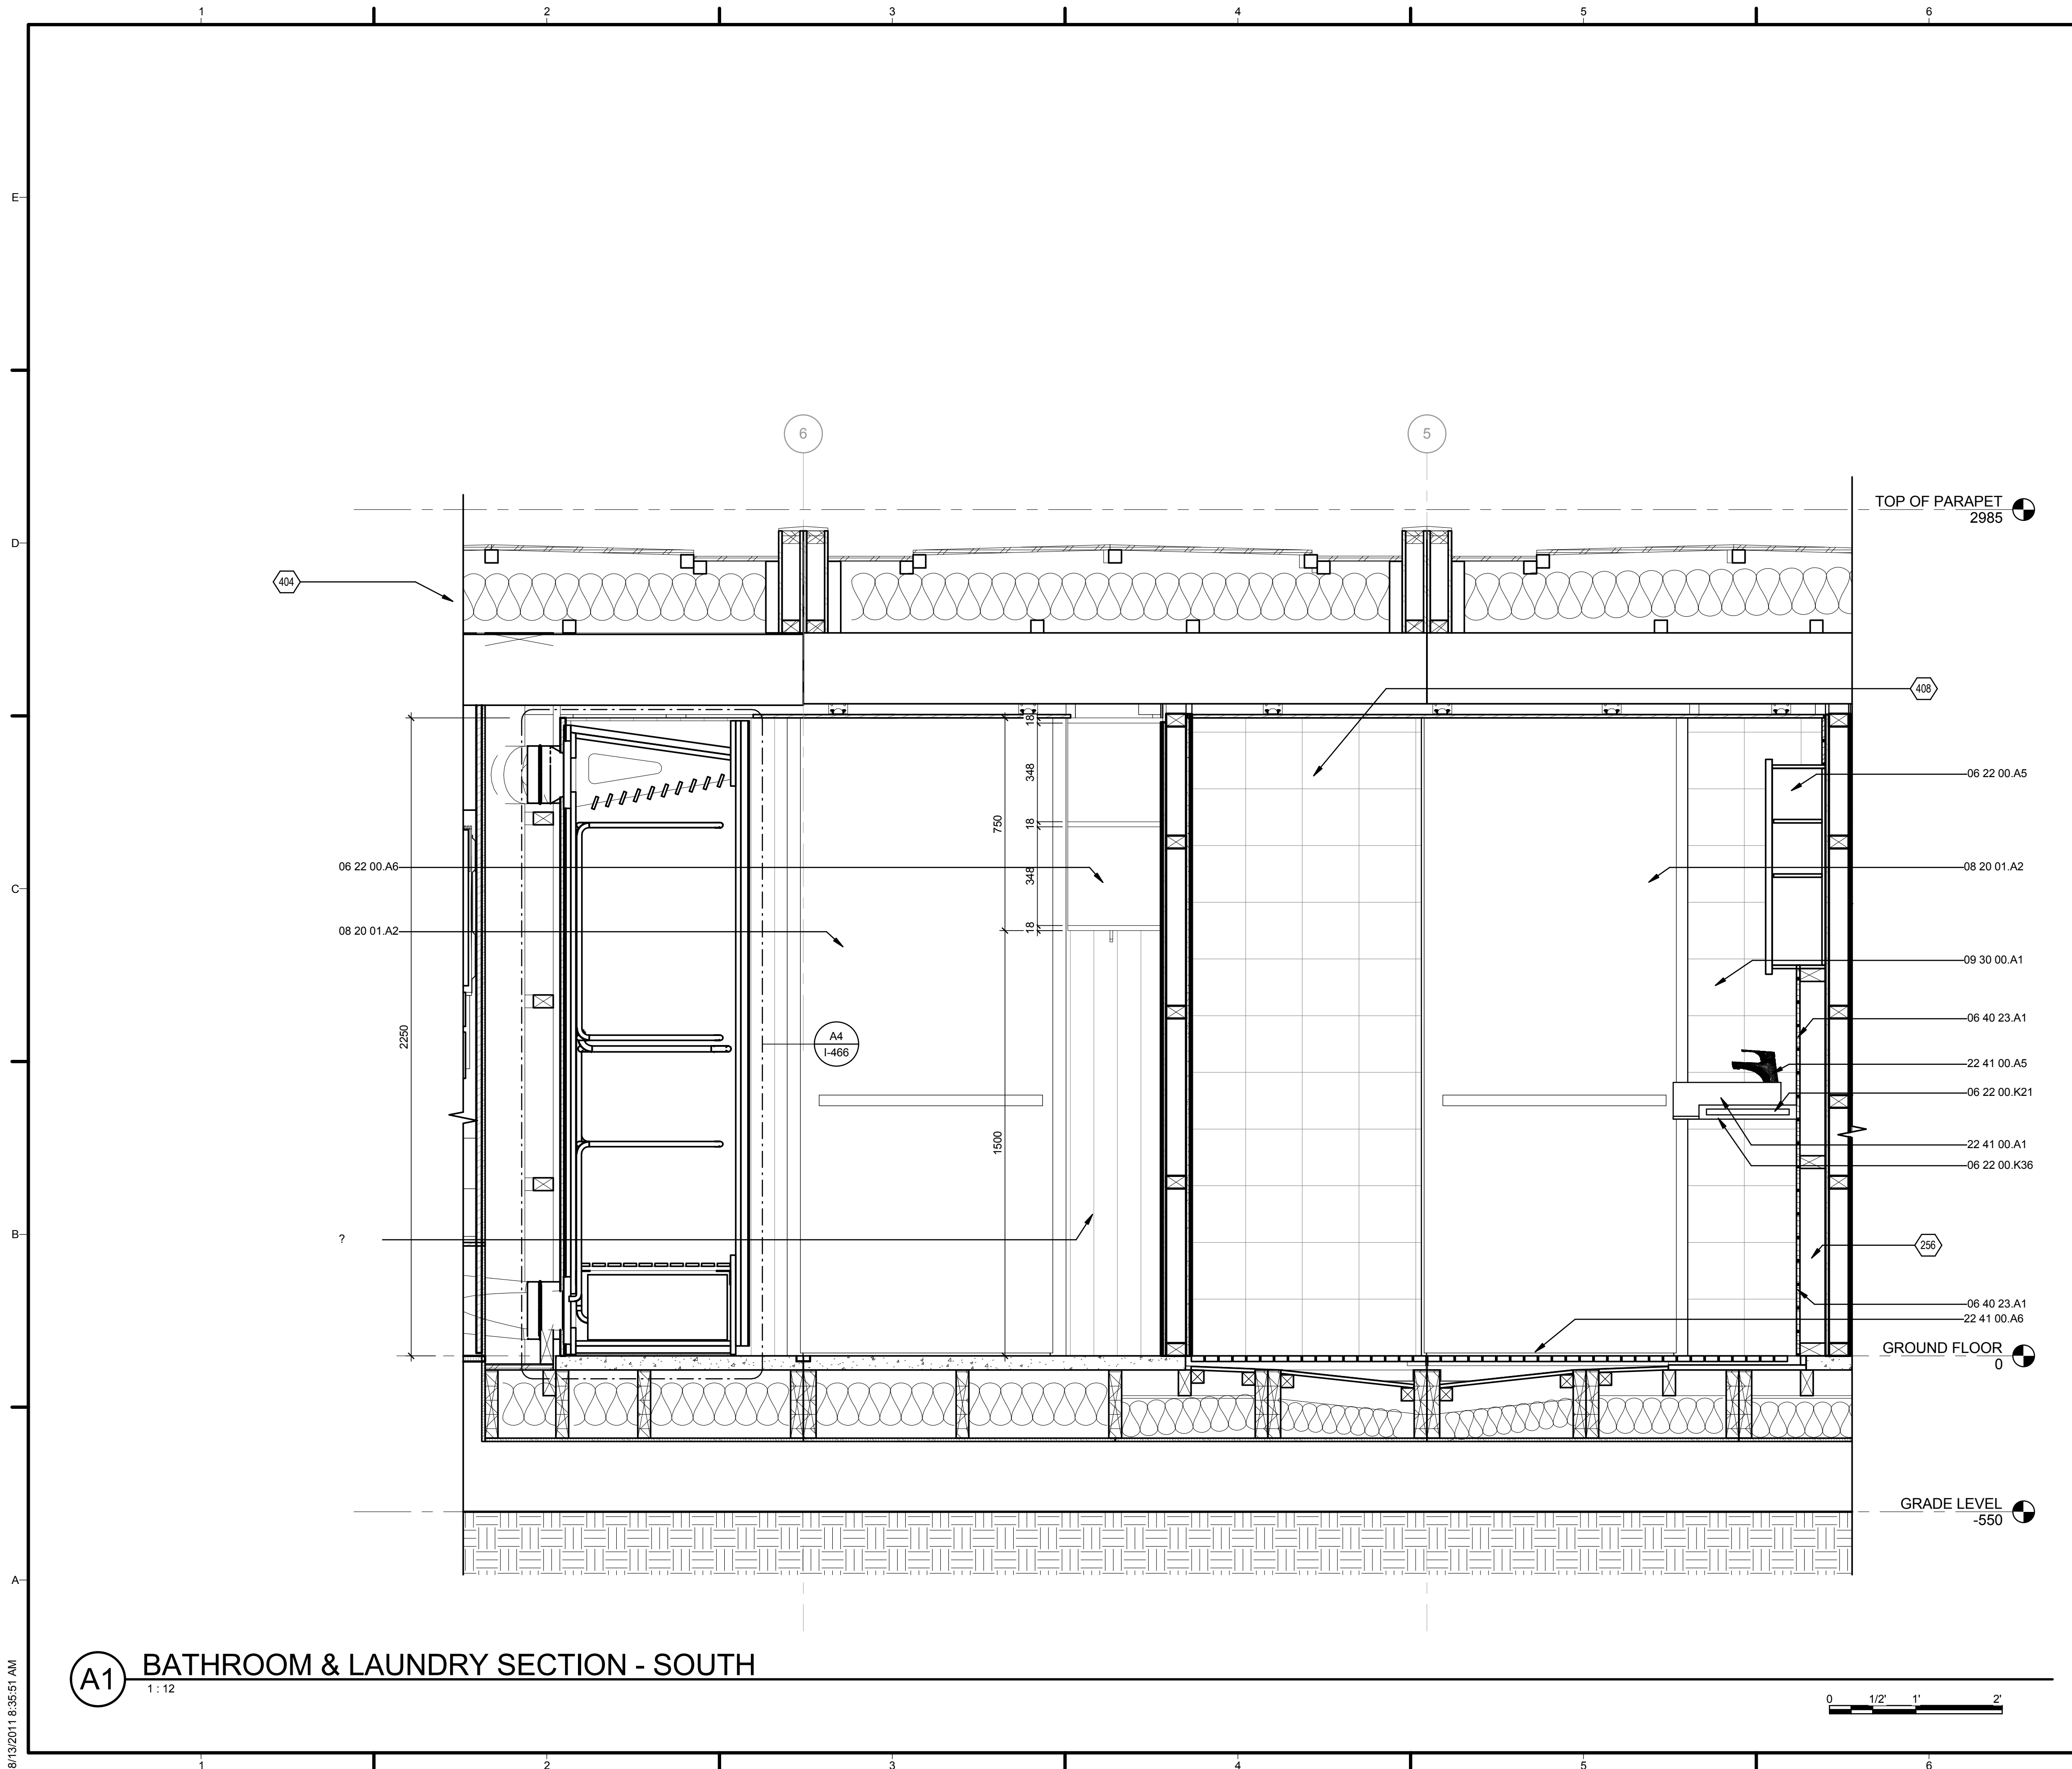 1 2 3 4 5 6
E
D
C
B
A
6
5
TOP OF PARAPET
2985
404
408
18
348
750
18
348
18
06 22 00.A5
06 22 00.A6
08 20 01.A2
08 20 01.A2
09 30 00.A1
2250
A4
I-466
06 40 23.A1
22 41 00.A5
06 22 00.K21
1500
22 41 00.A1
06 22 00.K36
?
256
06 40 23.A1
22 41 00.A6
GROUND FLOOR
0
GRADE LEVEL
-550
A1
BATHROOM & LAUNDRY SECTION - SOUTH
1 : 12
0 1/2' 1' 2'
8/13/2011 8:35:51 AM
1 2 3 4 5 6